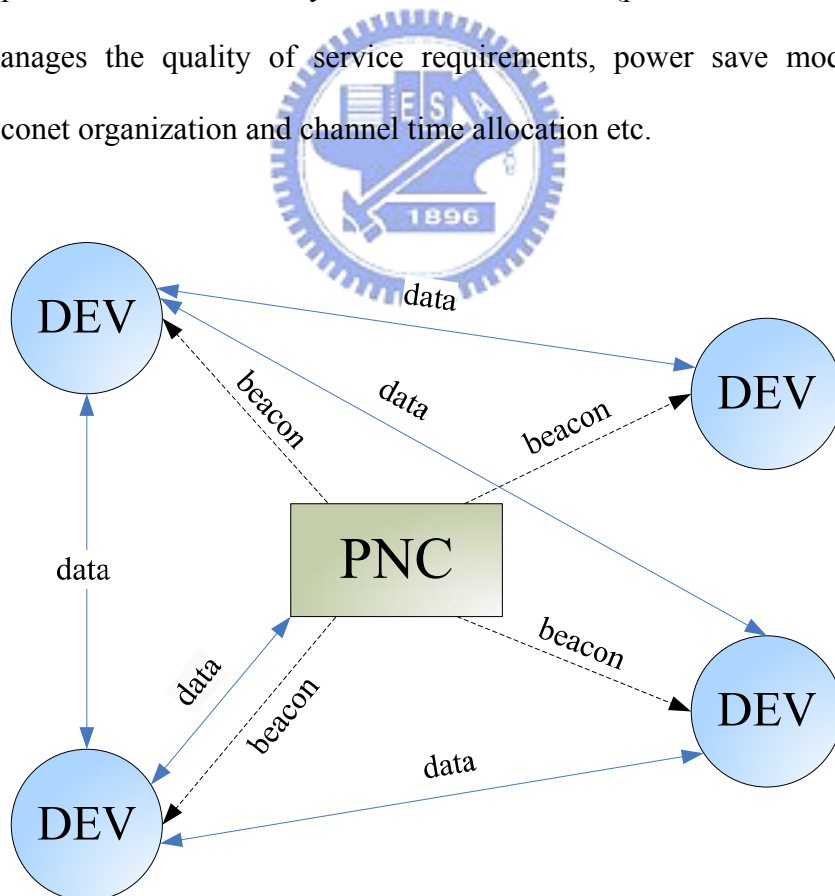 manages the quality of service requirements, power save mod
conet organization and channel time allocation etc.
E S A
1896
DEV
data
DEV
beacon
data
beacon
PNC
data
beacon
data
beacon
DEV
data
DEV